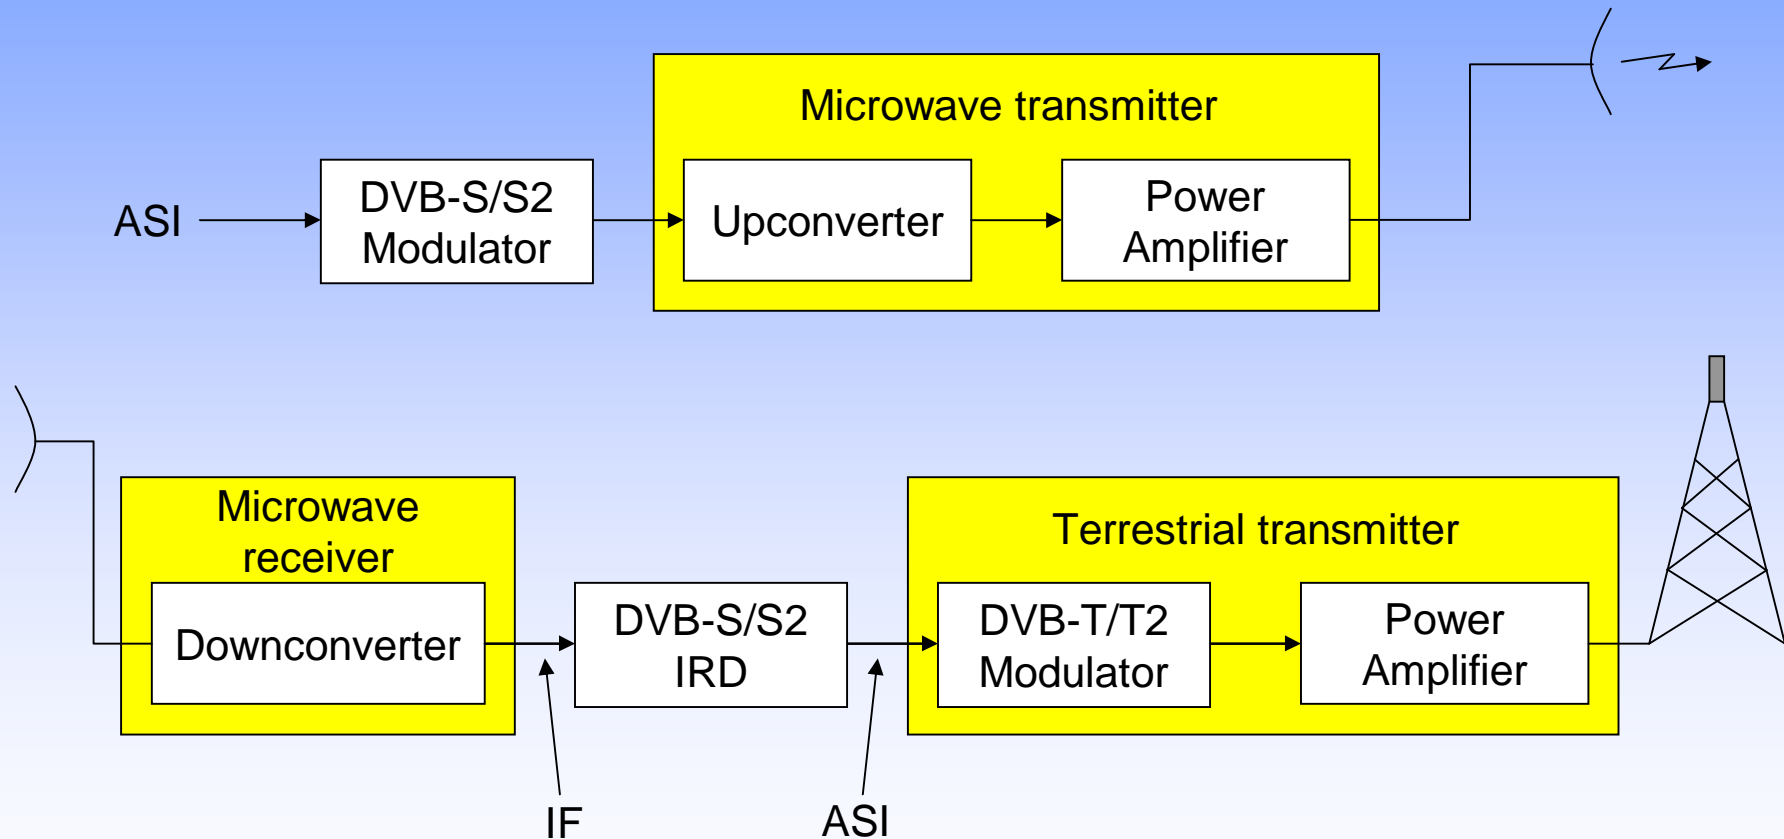 Microwave transmitter
ASI
DVB-S/S2
Modulator
Upconverter
Power
Amplifier
Microwave
receiver
Downconverter
DVB-S/S2
IRD
Terrestrial transmitter
DVB-T/T2
Modulator
Power
Amplifier
IF
ASI